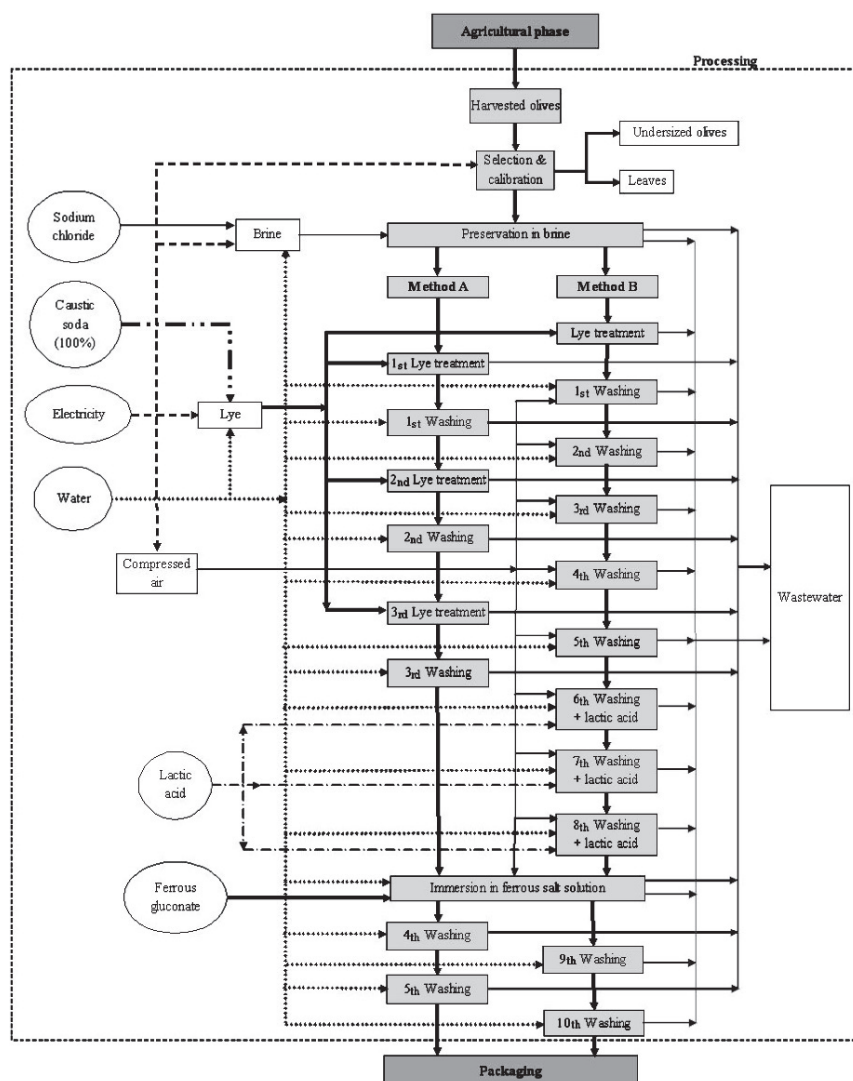 Agricultural phase
Processing
Harvested olives
Undersized olives
Selection &
calibration
Leaves
Sodium
chloride
Brine
Preservation in brine
Method A
Method B
Caustic
soda
(100%)
Lye treatment
1st Lye treatment
1st Washing
Electricity
Lye
1st Washing
2nd Washing
2nd Lye treatment
Water
3rd Washing
2nd Washing
Compressed
air
4th Washing
Wastewater
3rd Lye treatment
5th Washing
3rd Washing
6th Washing
+ lactic acid
Lactic
acid
7th Washing
+ lactic acid
8th Washing
+ lactic acid
Ferrous
gluconate
Immersion in ferrous salt solution
4th Washing
9th Washing
5th Washing
10th Washing
Packaging